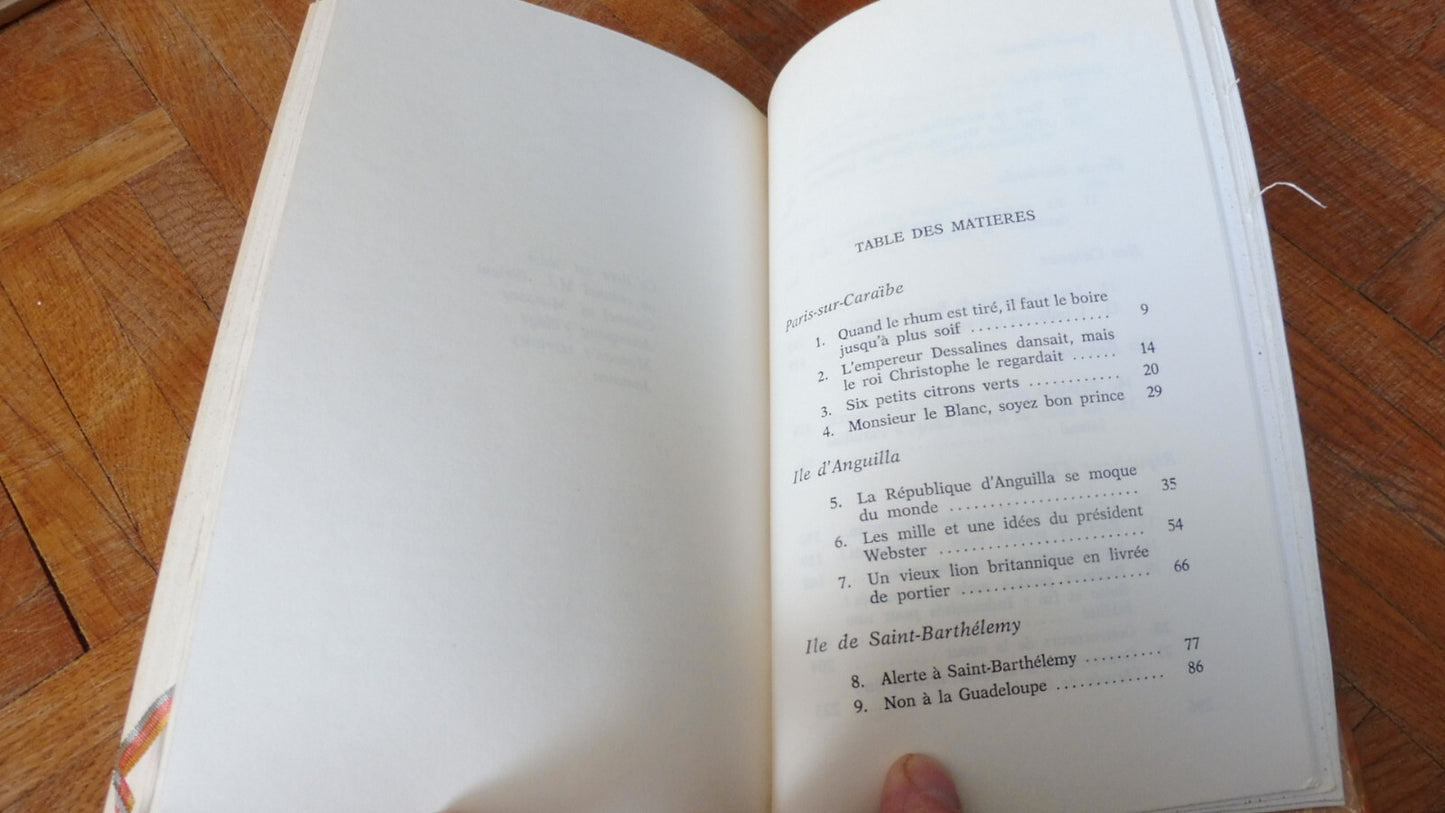 TABLE DES MATIERES
Paris-sur-Caraïbe
1. Quand le rhum est tiré, il faut le boire
jusqu'à plus soif .................. 9
2. L'empereur Dessalines dansait, mais
le roi Christophe le regardait ...... 14
3. Six petits citrons verts ............ 20
4. Monsieur le Blanc, soyez bon prince 29
Ile d'Anguilla
5. La République d'Anguilla se moque
du monde ........................ 35
6. Les mille et une idées du président
Webster .......................... 54
7. Un vieux lion britannique en livrée
de portier ........................ 66
Ile de Saint-Barthélemy
8. Alerte à Saint-Barthélemy .......... 77
9. Non à la Guadeloupe .............. 86